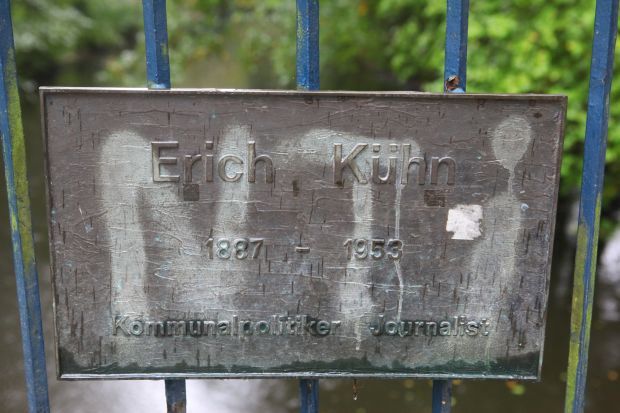 Erich Kühn
1887 - 1953
Kommunalpolitiker Journalist